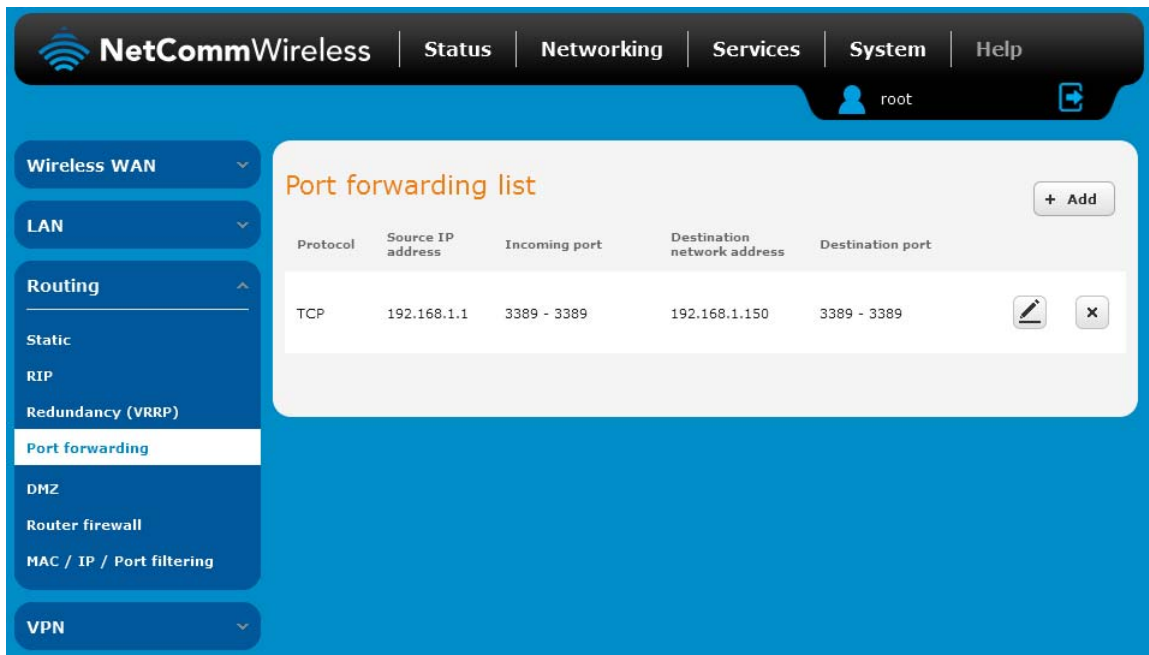 NetCommWireless Status Networking Services System Help
root
Wireless WAN
LAN
Routing
Static
RIP
Redundancy (VRRP)
Port forwarding
DMZ
Router firewall
MAC / IP / Port filtering
VPN
Port forwarding list
+ Add
Protocol Source IP address Incoming port Destination network address Destination port
TCP 192.168.1.1 3389 - 3389 192.168.1.150 3389 - 3389